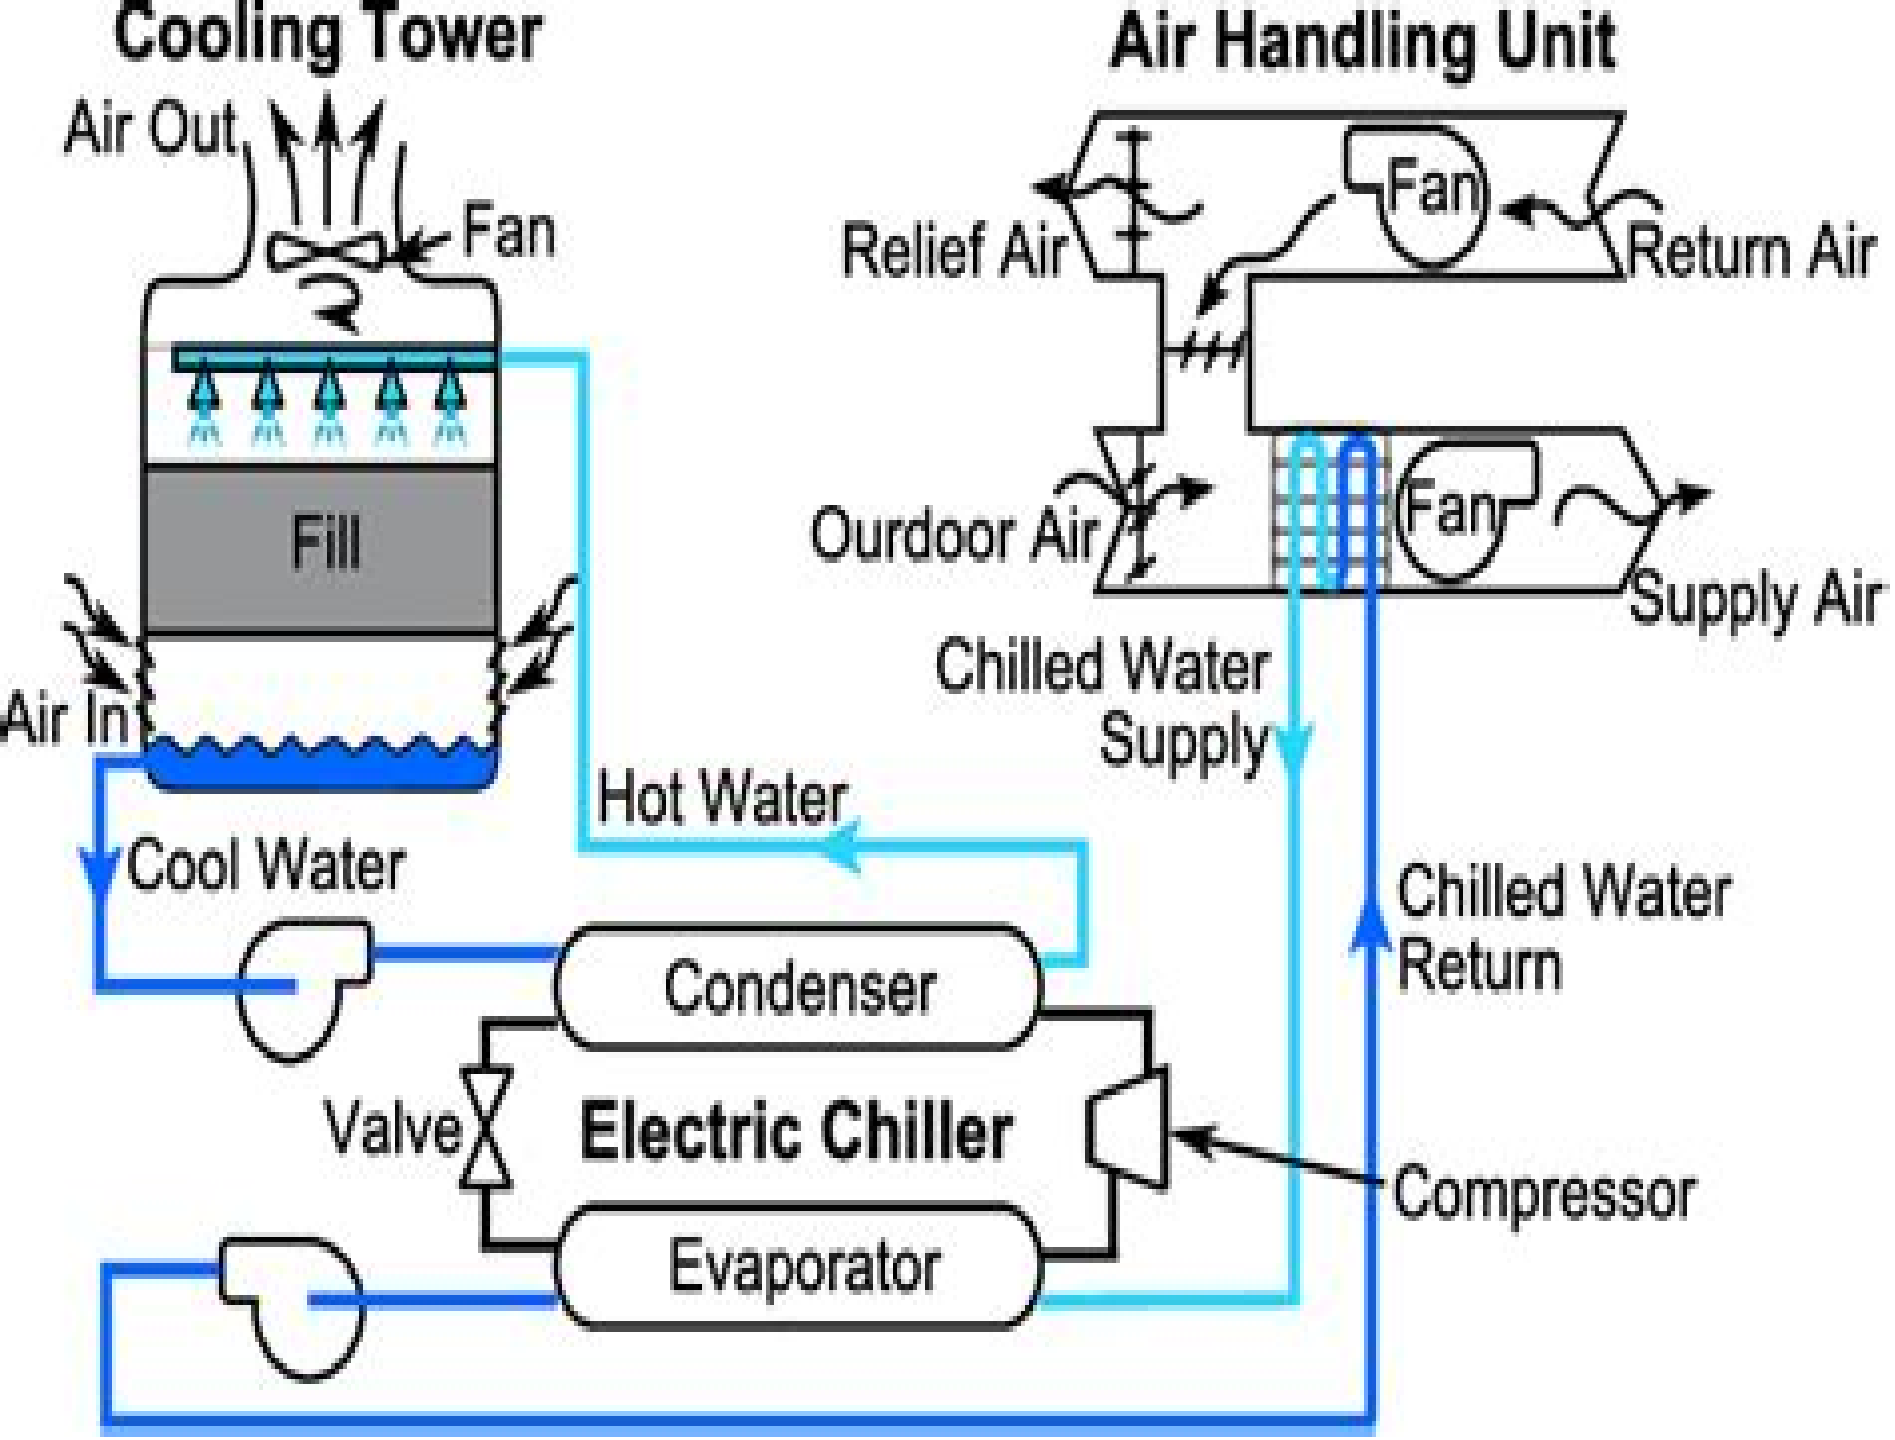 Cooling Tower
Air Handling Unit
Air Out
Fan
Fan
Relief Air
Return Air
Fill
Ourdoor Air
Fan
Supply Air
Air In
Chilled Water
Supply
Hot Water
Cool Water
Chilled Water
Return
Condenser
Valve
Electric Chiller
Compressor
Evaporator